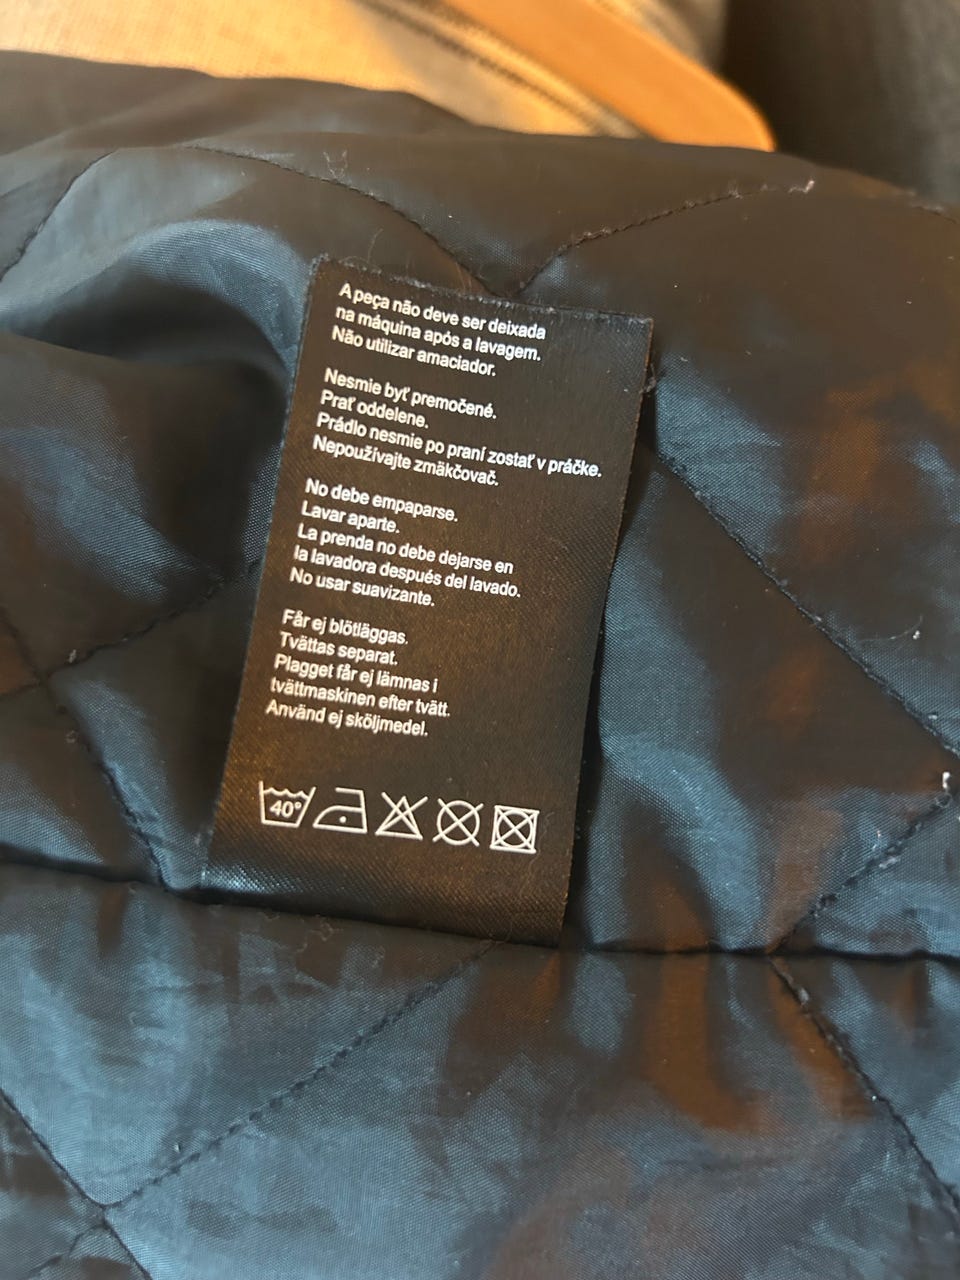 A peça não deve ser deixada
na máquina após a lavagem.
Não utilizar amaciador.
Nesmie byť premočené.
Prať oddelene.
Prádlo nesmie po praní zostať v práčke.
Nepoužívajte zmäkčovač.
No debe empaparse.
Lavar aparte.
La prenda no debe dejarse en
la lavadora después del lavado.
No usar suavizante.
Får ej blötläggas.
Tvättas separat.
Plagget får ej lämnas i
tvättmaskinen efter tvätt.
Använd ej sköljmedel.
40°